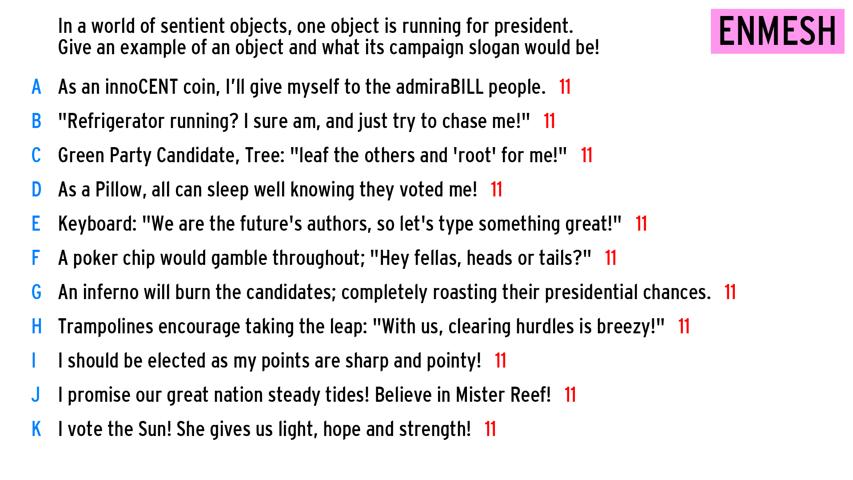 In a world of sentient objects, one object is running for president.
Give an example of an object and what its campaign slogan would be!
ENMESH
A As an innoCENT coin, I'll give myself to the admiraBILL people. 11
B "Refrigerator running? I sure am, and just try to chase me!" 11
C Green Party Candidate, Tree: "leaf the others and 'root' for me!" 11
D As a Pillow, all can sleep well knowing they voted me! 11
E Keyboard: "We are the future's authors, so let's type something great!" 11
F A poker chip would gamble throughout; "Hey fellas, heads or tails?" 11
G An inferno will burn the candidates; completely roasting their presidential chances. 11
H Trampolines encourage taking the leap: "With us, clearing hurdles is breezy!" 11
I I should be elected as my points are sharp and pointy! 11
J I promise our great nation steady tides! Believe in Mister Reef! 11
K I vote the Sun! She gives us light, hope and strength! 11